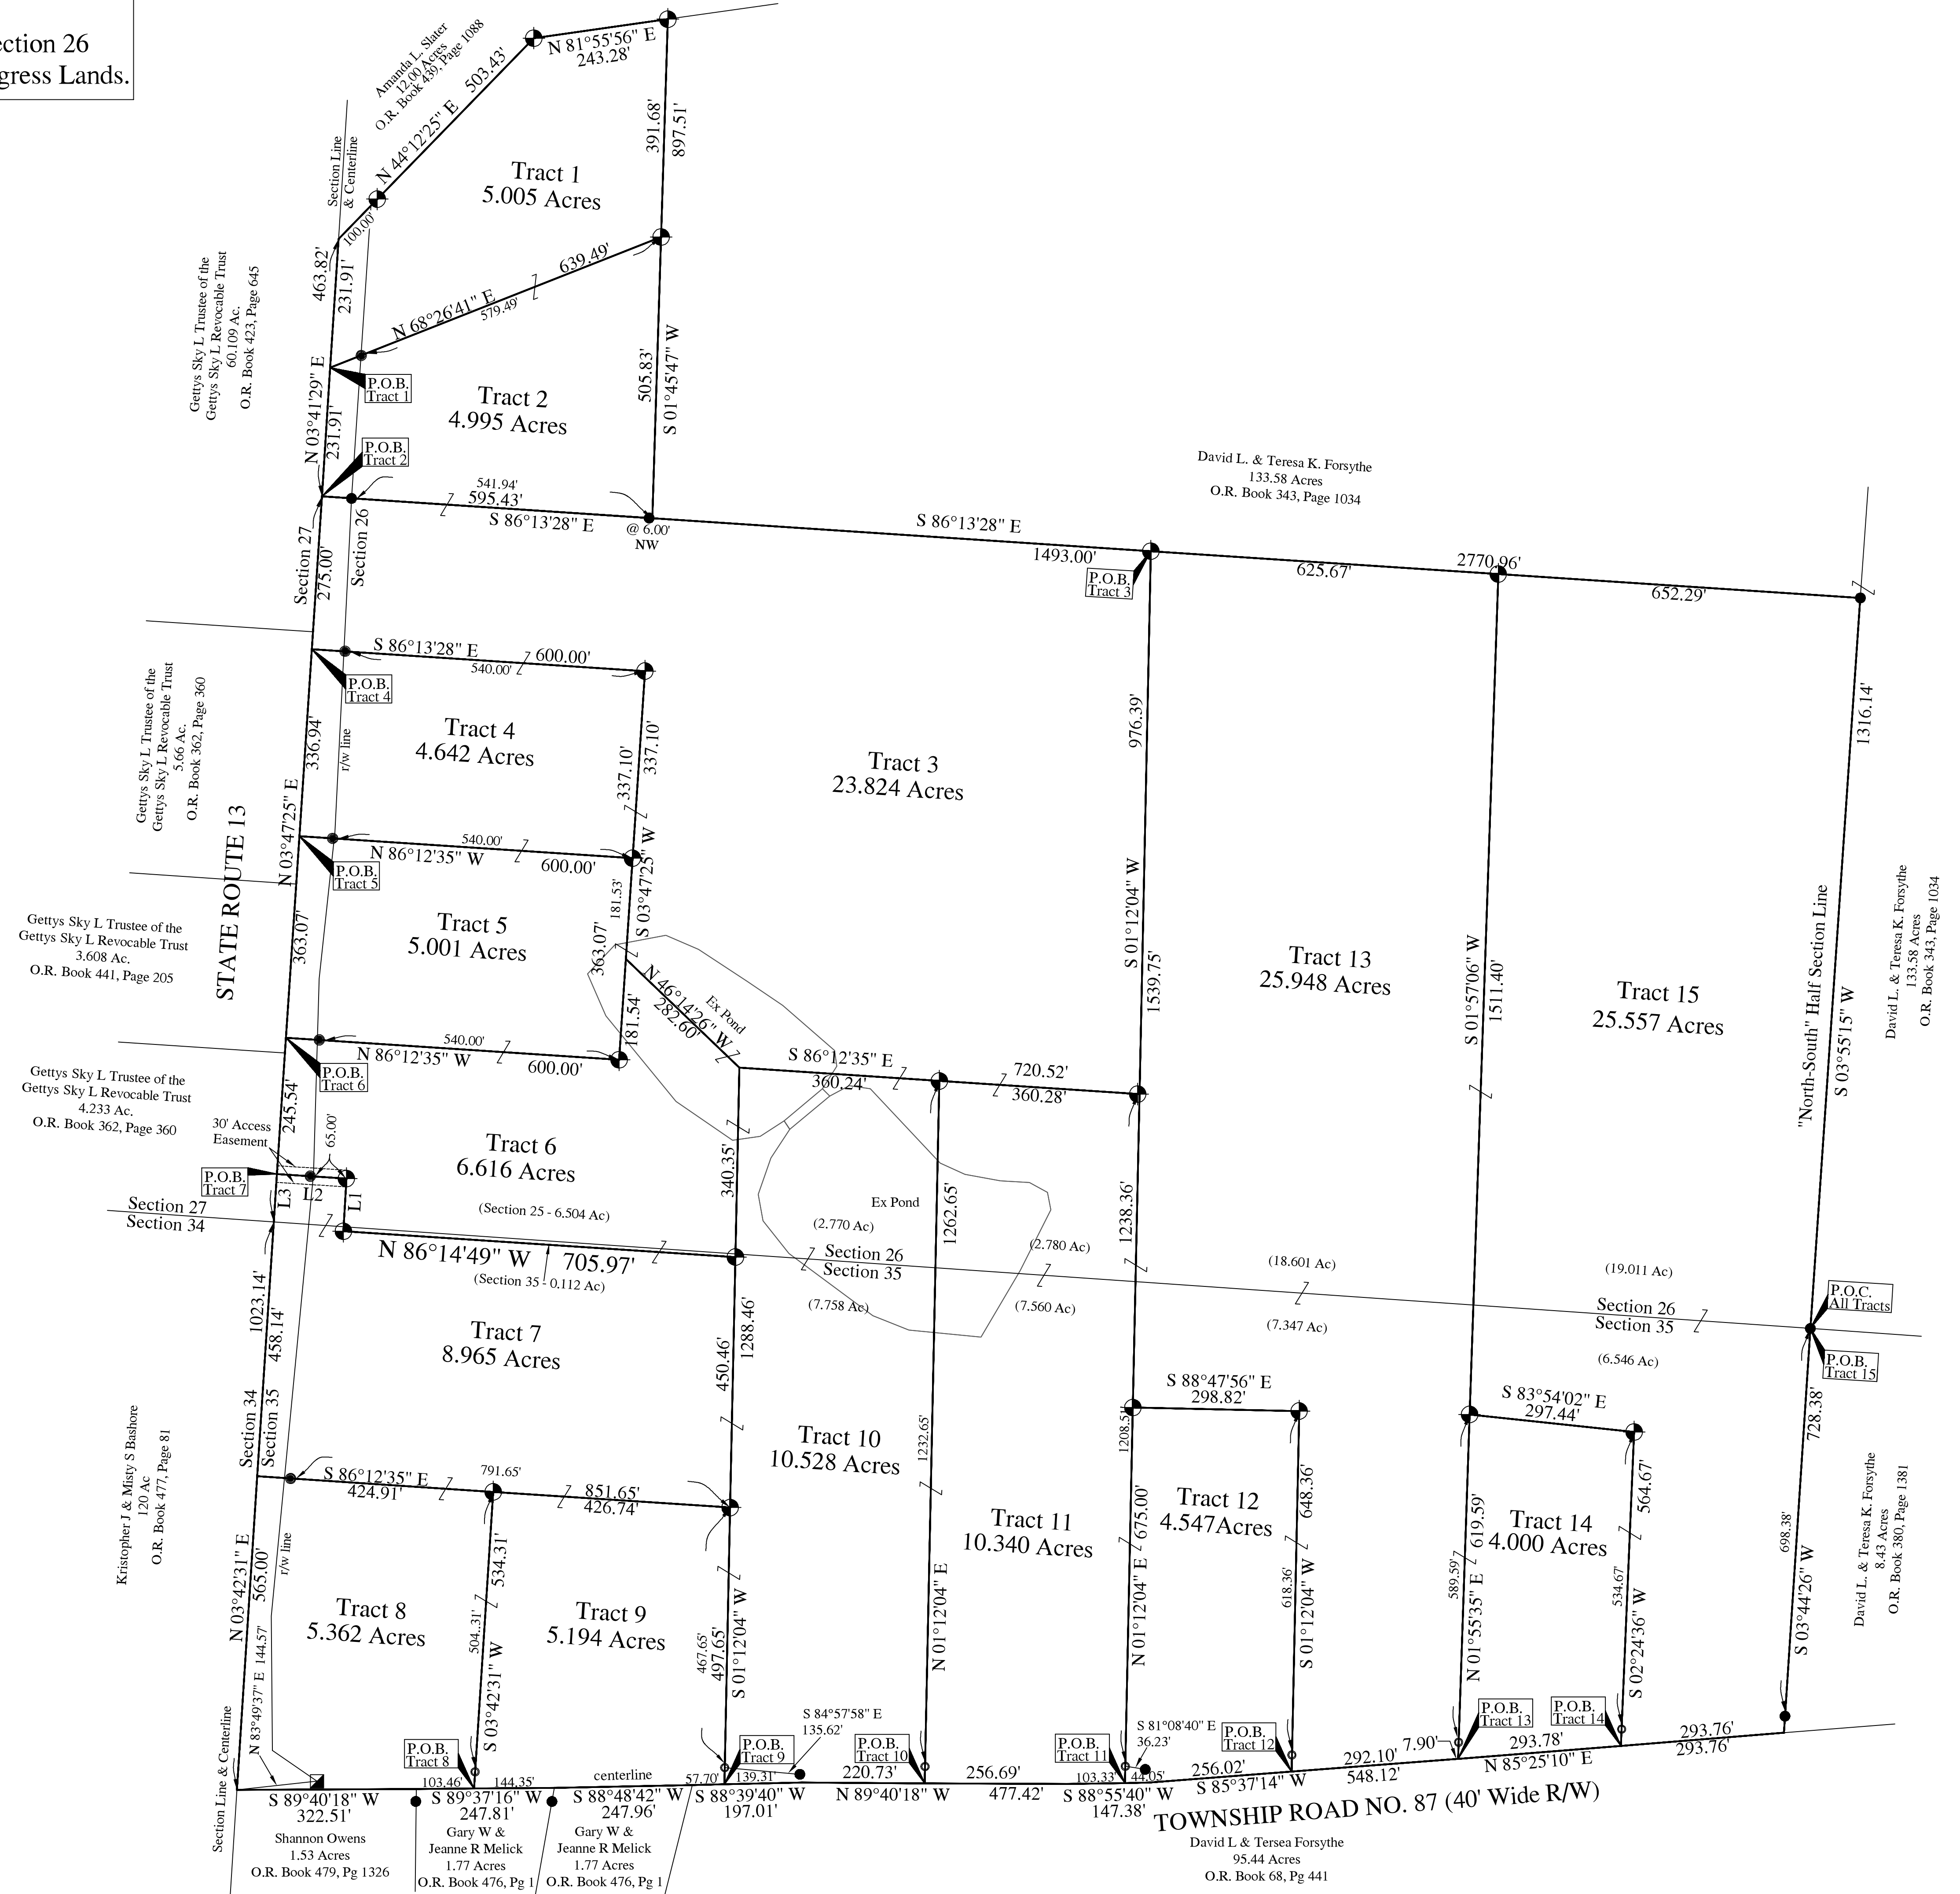 ection 26
gress Lands.
Amanda L. Slater
12.00 Acres
O.R. Book 439, Page 1088
N 81°55'56" E
243.28'
N 44°12'25" E 503.43'
100.00'
Section Line
& Centerline
391.68'
897.51'
Tract 1
5.005 Acres
463.82'
231.91'
639.49'
N 68°26'41" E
579.49'
Gettys Sky L Trustee of the
Gettys Sky L Revocable Trust
60.109 Ac.
O.R. Book 423, Page 645
P.O.B.
Tract 1
N 03°41'29" E
231.91'
Tract 2
4.995 Acres
505.83'
S 01°45'47" W
P.O.B.
Tract 2
541.94'
595.43'
S 86°13'28" E
@ 6.00'
NW
David L. & Teresa K. Forsythe
133.58 Acres
O.R. Book 343, Page 1034
S 86°13'28" E
1493.00'
P.O.B.
Tract 3
625.67'
2770.96'
652.29'
Section 27
275.00'
Section 26
S 86°13'28" E
600.00'
540.00'
P.O.B.
Tract 4
Gettys Sky L Trustee of the
Gettys Sky L Revocable Trust
5.66 Ac.
O.R. Book 362, Page 360
336.94'
r/w line
Tract 4
4.642 Acres
337.10'
337.10'
Tract 3
23.824 Acres
976.39'
1316.14'
N 03°47'25" E
STATE ROUTE 13
540.00'
N 86°12'35" W
600.00'
P.O.B.
Tract 5
181.53'
S 03°47'25" W
Gettys Sky L Trustee of the
Gettys Sky L Revocable Trust
3.608 Ac.
O.R. Book 441, Page 205
363.07'
Tract 5
5.001 Acres
363.07'
181.54'
N 46°14'26" W
282.60'
Ex Pond
S 01°12'04" W
1539.75'
Tract 13
25.948 Acres
S 01°57'06" W
1511.40'
Tract 15
25.557 Acres
"North-South" Half Section Line
S 03°55'15" W
David L. & Teresa K. Forsythe
133.58 Acres
O.R. Book 343, Page 1034
540.00'
N 86°12'35" W
600.00'
P.O.B.
Tract 6
S 86°12'35" E
360.24'
720.52'
360.28'
Gettys Sky L Trustee of the
Gettys Sky L Revocable Trust
4.233 Ac.
O.R. Book 362, Page 360
245.54'
30' Access
Easement
65.00'
P.O.B.
Tract 7
L3
L2
L1
Tract 6
6.616 Acres
(Section 25 - 6.504 Ac)
340.35'
Section 27
Section 34
N 86°14'49" W 705.97'
(Section 35 - 0.112 Ac)
Ex Pond
(2.770 Ac)
1262.65'
1238.36'
(2.780 Ac)
Section 26
Section 35
(7.758 Ac)
(7.560 Ac)
(18.601 Ac)
(7.347 Ac)
(19.011 Ac)
Section 26
Section 35
(6.546 Ac)
P.O.C.
All Tracts
P.O.B.
Tract 15
1023.14'
458.14'
Tract 7
8.965 Acres
1288.46'
450.46'
S 88°47'56" E
298.82'
S 83°54'02" E
297.44'
728.38'
Section 34
Section 35
Kristopher J & Misty S Bashore
120 Ac
O.R. Book 477, Page 81
S 86°12'35" E
424.91'
791.65'
851.65'
426.74'
Tract 10
10.528 Acres
1232.65'
1208.51'
Tract 11
10.340 Acres
675.00'
Tract 12
4.547Acres
648.36'
619.59'
Tract 14
4.000 Acres
564.67'
698.38'
David L. & Teresa K. Forsythe
8.43 Acres
O.R. Book 380, Page 1381
N 03°42'31" E
565.00'
r/w line
Tract 8
5.362 Acres
534.31'
504.31'
S 03°42'31" W
Tract 9
5.194 Acres
467.65'
497.65'
S 01°12'04" W
N 01°12'04" E
N 01°12'04" E
618.36'
S 01°12'04" W
589.59'
N 01°55'35" E
534.67'
S 02°24'36" W
S 03°44'26" W
Section Line & Centerline
N 83°49'37" E 144.57'
P.O.B.
Tract 8
S 84°57'58" E
135.62'
P.O.B.
Tract 9
P.O.B.
Tract 10
P.O.B.
Tract 11
S 81°08'40" E
36.23'
P.O.B.
Tract 12
P.O.B.
Tract 13
P.O.B.
Tract 14
103.46'
144.35'
centerline
57.70'
139.31'
220.73'
256.69'
103.33'
44.05'
256.02'
292.10'
7.90'
293.78'
293.76'
293.76'
S 89°40'18" W
322.51'
S 89°37'16" W
247.81'
S 88°48'42" W
247.96'
S 88°39'40" W
197.01'
N 89°40'18" W
477.42'
S 88°55'40" W
147.38'
S 85°37'14" W
548.12'
N 85°25'10" E
TOWNSHIP ROAD NO. 87 (40' Wide R/W)
Shannon Owens
1.53 Acres
O.R. Book 479, Pg 1326
Gary W &
Jeanne R Melick
1.77 Acres
O.R. Book 476, Pg 1
Gary W &
Jeanne R Melick
1.77 Acres
O.R. Book 476, Pg 1
David L & Tersea Forsythe
95.44 Acres
O.R. Book 68, Pg 441